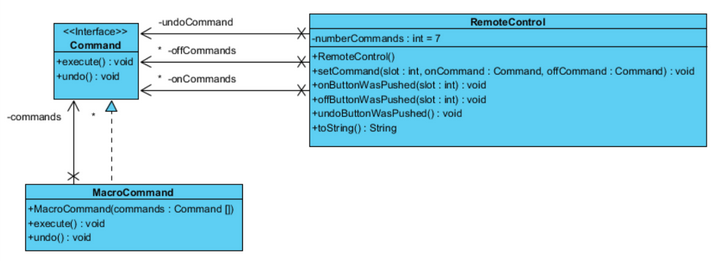 <<Interface>>
Command
+execute() : void
+undo() : void
-undoCommand
* -offCommands
* -onCommands
RemoteControl
-numberCommands : int = 7
+RemoteControl()
+setCommand(slot : int, onCommand : Command, offCommand : Command) : void
+onButtonWasPushed(slot : int) : void
+offButtonWasPushed(slot : int) : void
+undoButtonWasPushed() : void
+toString() : String
-commands *
MacroCommand
+MacroCommand(commands : Command [])
+execute() : void
+undo() : void